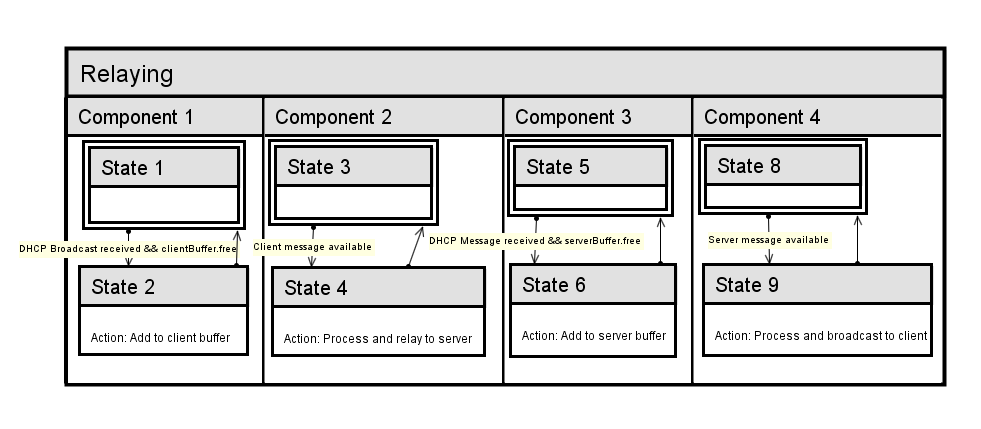 Relaying
Component 1
Component 2
Component 3
Component 4
State 1
State 3
State 5
State 8
DHCP Broadcast received && clientBuffer.free
Client message available
DHCP Message received && serverBuffer.free
Server message available
State 2
State 4
State 6
State 9
Action: Add to client buffer
Action: Process and relay to server
Action: Add to server buffer
Action: Process and broadcast to client